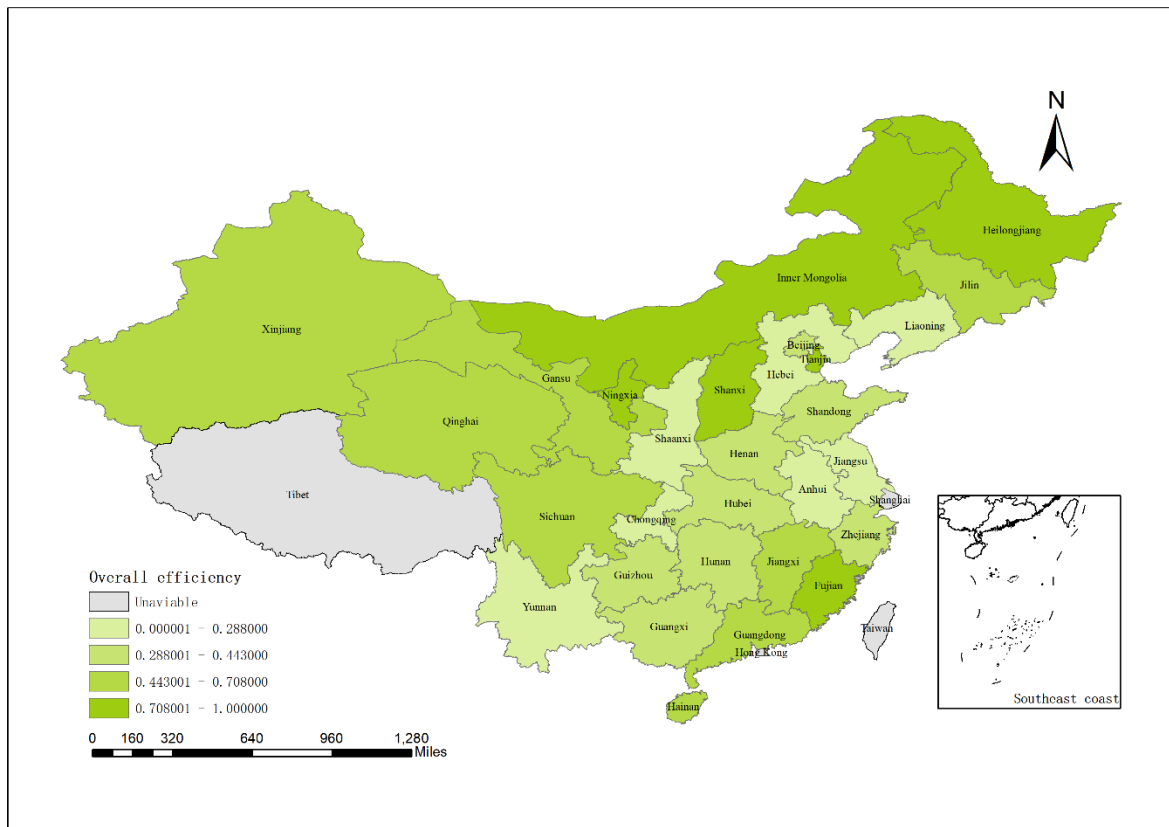 N
Heilongjiang
Inner Mongolia
Jilin
Xinjiang
Liaoning
Beijing
Tianjin
Gansu
Hebei
Ningxia
Shanxi
Shandong
Qinghai
Shaanxi
Henan
Jiangsu
Anhui
Tibet
Shanghai
Hubei
Sichuan
Chongqing
Zhejiang
Hunan
Jiangxi
Guizhou
Fujian
Yunnan
Guangxi
Taiwan
Guangdong
Hong Kong
Hainan
Overall efficiency
Unaviable
0.000001 - 0.288000
0.288001 - 0.443000
0.443001 - 0.708000
0.708001 - 1.000000
0 160 320 640 960 1,280
Miles
Southeast coast